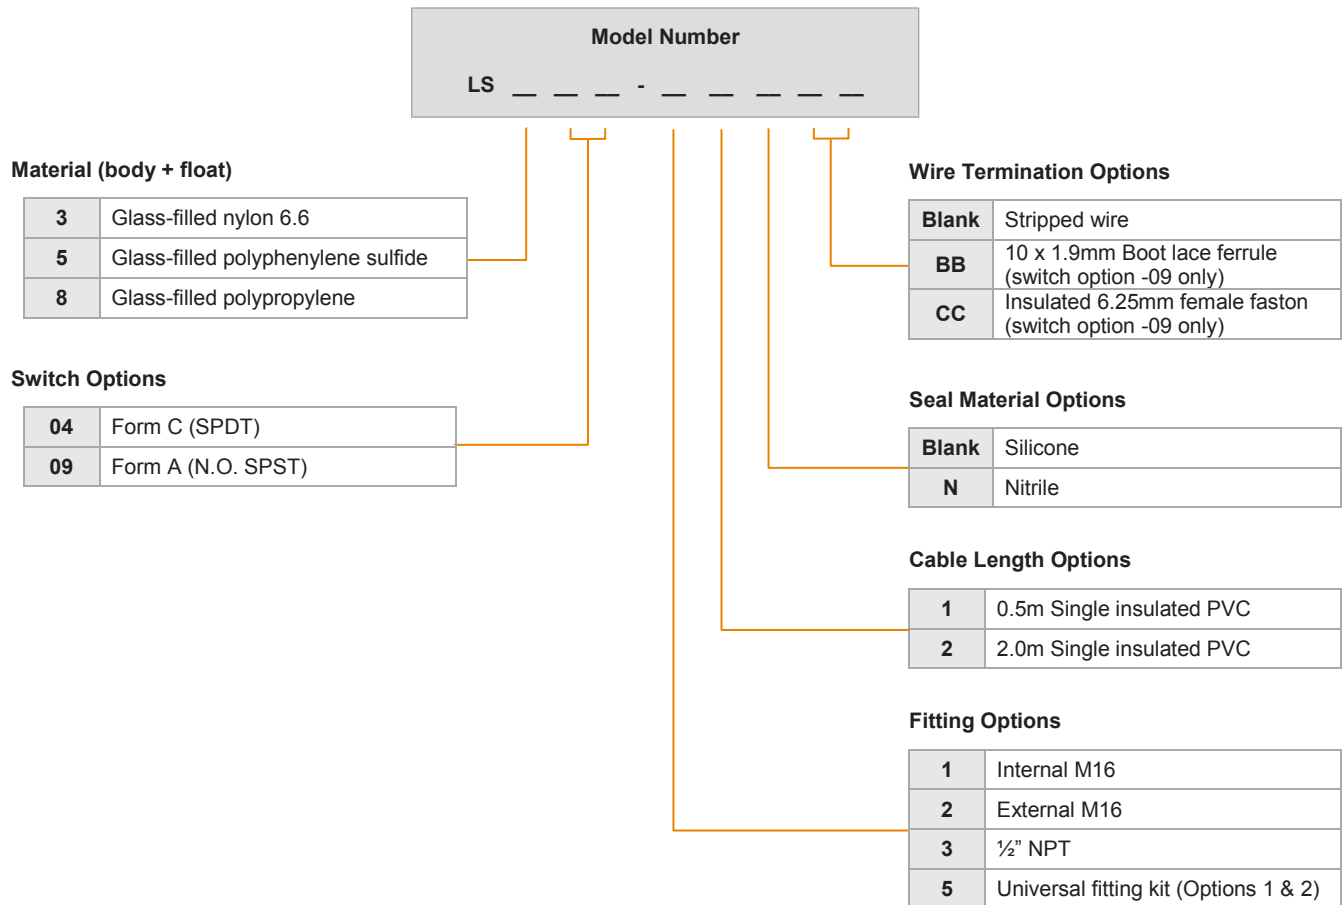 Model Number
LS __ __ __ - __ __ __ __ __
Material (body + float)
3 Glass-filled nylon 6.6
5 Glass-filled polyphenylene sulfide
8 Glass-filled polypropylene
Switch Options
04 Form C (SPDT)
09 Form A (N.O. SPST)
Wire Termination Options
Blank Stripped wire
BB 10 x 1.9mm Boot lace ferrule
(switch option -09 only)
CC Insulated 6.25mm female faston
(switch option -09 only)
Seal Material Options
Blank Silicone
N Nitrile
Cable Length Options
1 0.5m Single insulated PVC
2 2.0m Single insulated PVC
Fitting Options
1 Internal M16
2 External M16
3 ½” NPT
5 Universal fitting kit (Options 1 & 2)